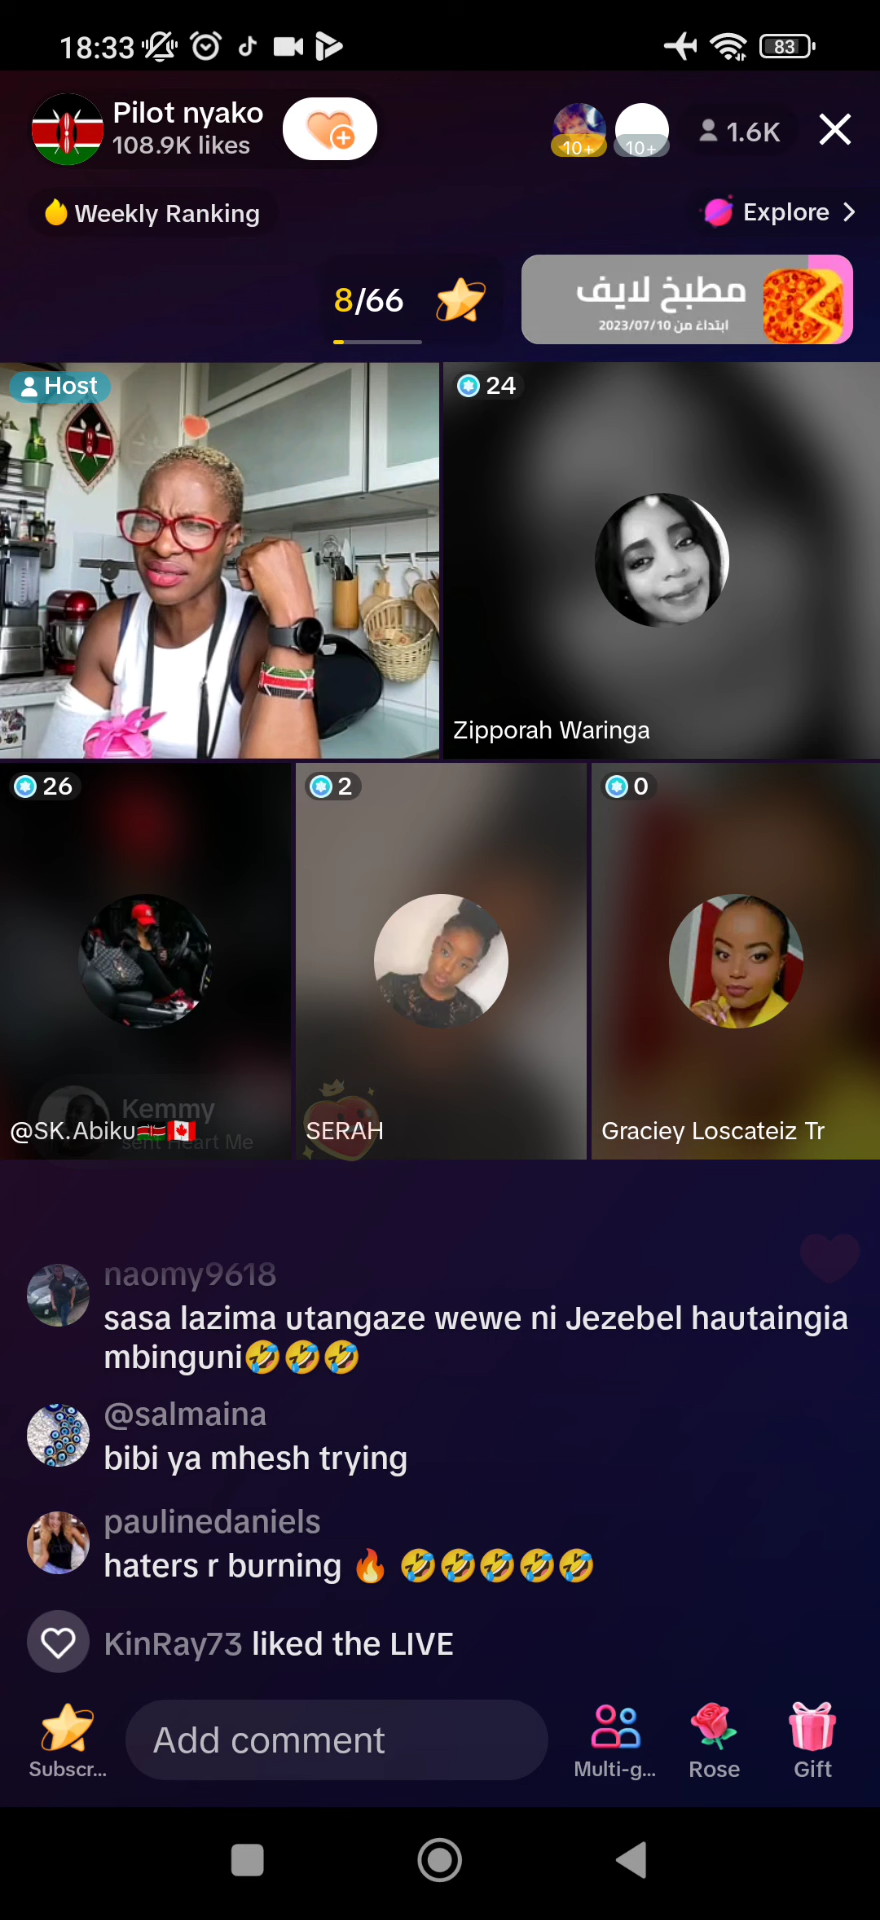 18:33
83
Pilot nyako
108.9K likes
10+
10+
1.6K
Weekly Ranking
Explore
8/66
مطبخ لايف
ابتداءً من 2023/07/10
Host
24
Zipporah Waringa
26
2
0
Kemmy
sent Heart Me
@SK.Abiku🇰🇪🇨🇦
SERAH
Graciey Loscateiz Tr
naomy9618
sasa lazima utangaze wewe ni Jezebel hautaingia
mbinguni🤣🤣🤣
@salmaina
bibi ya mhesh trying
paulinedaniels
haters r burning 🔥 🤣🤣🤣🤣🤣
KinRay73 liked the LIVE
Add comment
Subscr...
Multi-g...
Rose
Gift